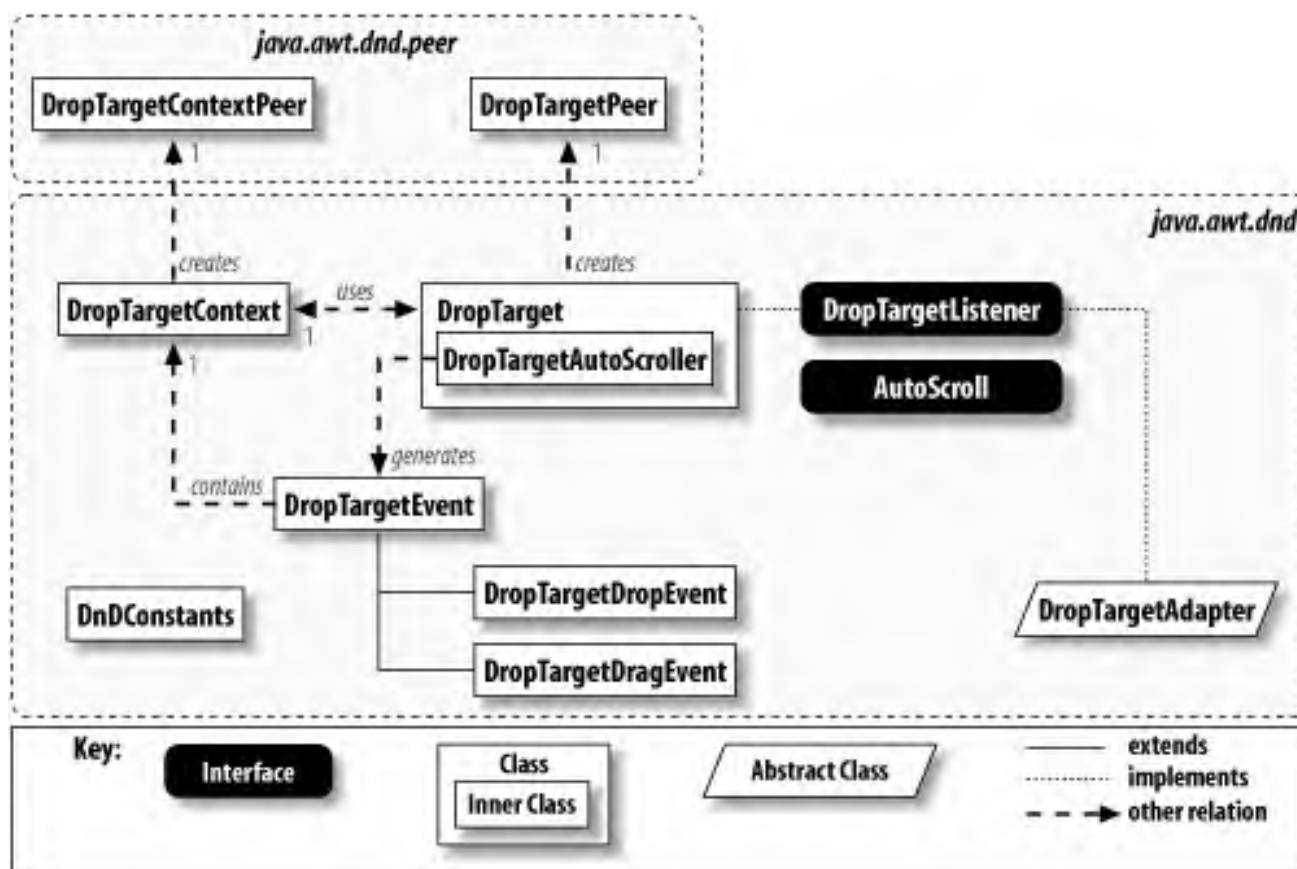 java.awt.dnd.peer
DropTargetContextPeer
DropTargetPeer
1
1
java.awt.dnd
creates
creates
DropTargetContext
uses
1
DropTarget
DropTargetListener
DropTargetAutoScroller
1
AutoScroll
generates
contains
DropTargetEvent
DropTargetDropEvent
DnDConstants
DropTargetAdapter
DropTargetDragEvent
Key:
Interface
Class
Inner Class
Abstract Class
extends
implements
other relation